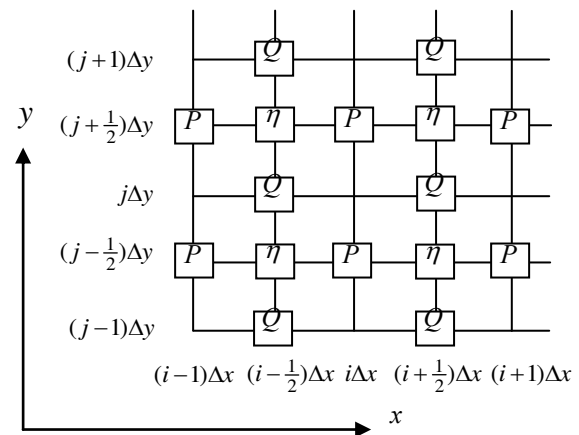 (j+1)Δy Q Q
y (j+½)Δy P η P η P
jΔy Q Q
(j−½)Δy P η P η P
(j−1)Δy Q Q
(i−1)Δx (i−½)Δx iΔx (i+½)Δx (i+1)Δx
x